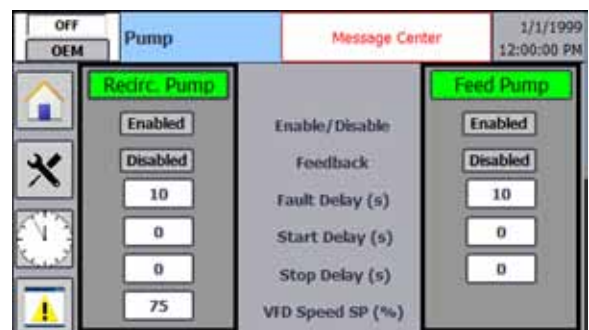 OFF
OEM
Pump
Message Center
1/1/1999
12:00:00 PM
Recirc. Pump
Feed Pump
Enabled
Enable/Disable
Enabled
Disabled
Feedback
Disabled
10
Fault Delay (s)
10
0
Start Delay (s)
0
0
Stop Delay (s)
0
75
VFD Speed SP (%)